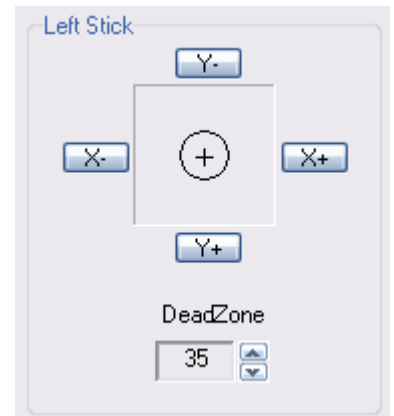 Left Stick
Y-
X-
X+
Y+
DeadZone
35